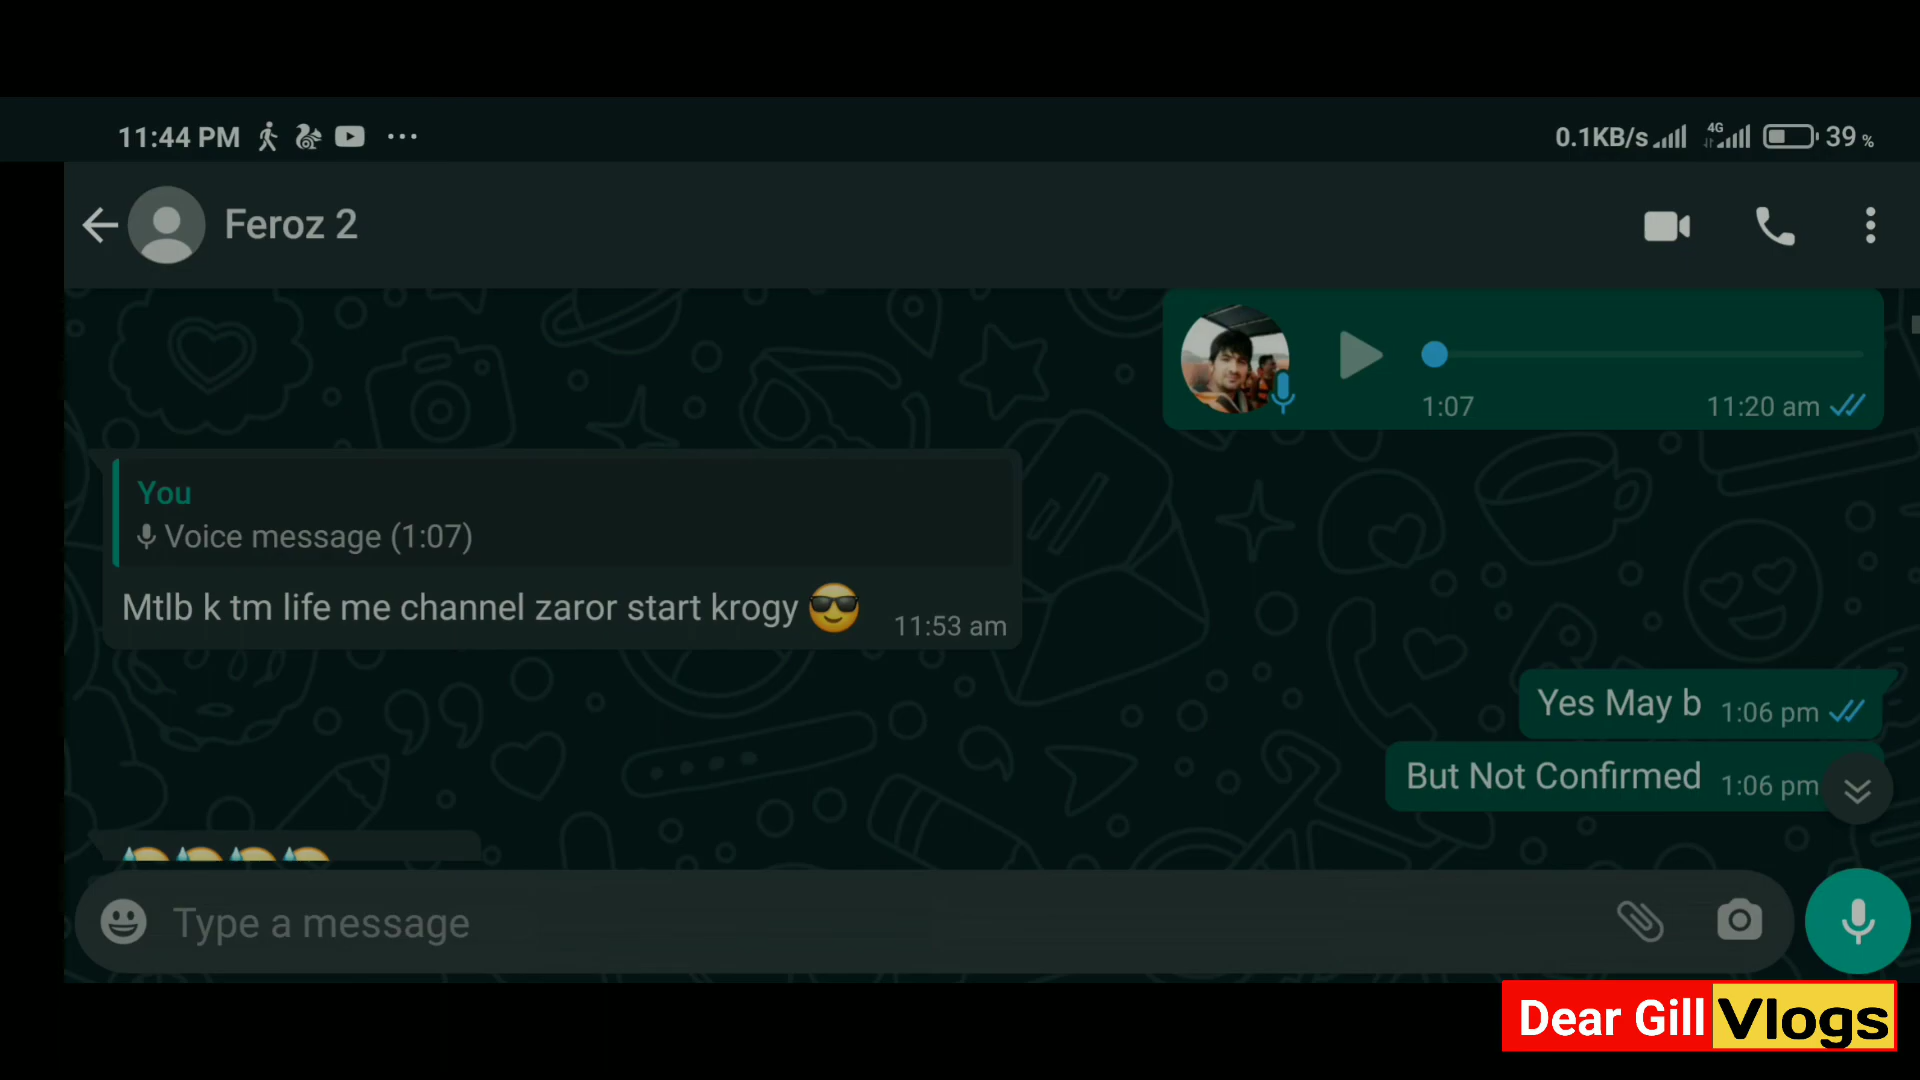 11:44 PM ...
0.1KB/s 4G 39 %
Feroz 2
1:07 11:20 am
You
Voice message (1:07)
Mtlb k tm life me channel zaror start krogy 😎 11:53 am
Yes May b 1:06 pm
But Not Confirmed 1:06 pm
Type a message
Dear Gill Vlogs